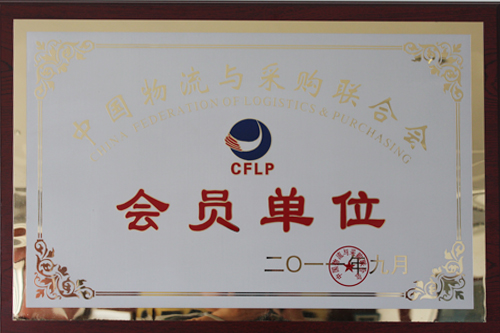 中国物流与采购联合会
CHINA FEDERATION OF LOGISTICS & PURCHASING
CFLP
会员单位
二〇一一年九月